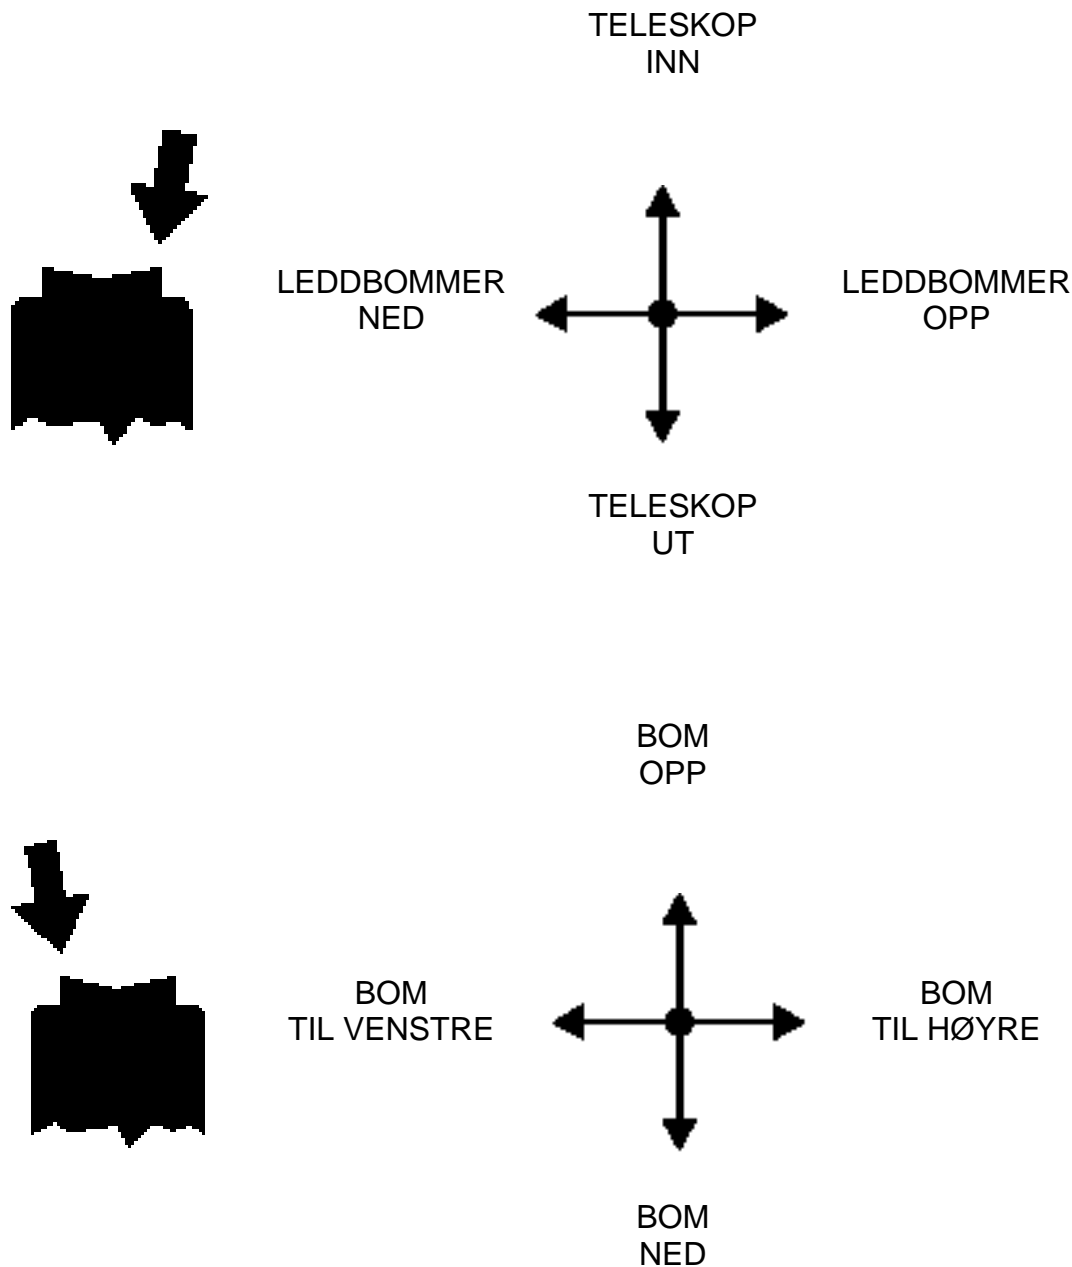 TELESKOP
INN
LEDDBOMMER
NED
LEDDBOMMER
OPP
TELESKOP
UT
BOM
OPP
BOM
TIL VENSTRE
BOM
TIL HØYRE
BOM
NED